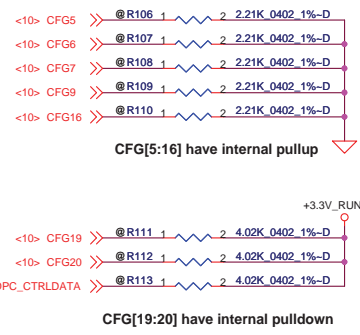 <10> CFG5 @ R106 1 2 2.21K_0402_1%~D
<10> CFG6 @ R107 1 2 2.21K_0402_1%~D
<10> CFG7 @ R108 1 2 2.21K_0402_1%~D
<10> CFG9 @ R109 1 2 2.21K_0402_1%~D
<10> CFG16 @ R110 1 2 2.21K_0402_1%~D
CFG[5:16] have internal pullup
+3.3V_RUN
<10> CFG19 @ R111 1 2 4.02K_0402_1%~D
<10> CFG20 @ R112 1 2 4.02K_0402_1%~D
PC_CTRLDATA @ R113 1 2 4.02K_0402_1%~D
CFG[19:20] have internal pulldown